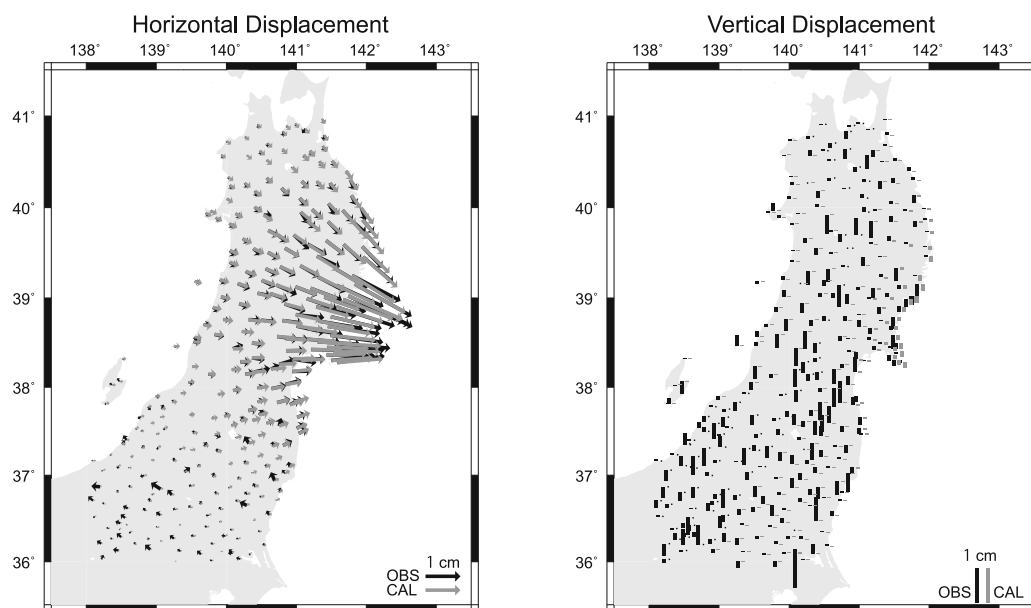 Horizontal Displacement
138° 139° 140° 141° 142° 143°
41°
40°
39°
38°
37°
36°
1 cm
OBS
CAL
Vertical Displacement
138° 139° 140° 141° 142° 143°
41°
40°
39°
38°
37°
36°
1 cm
OBS CAL